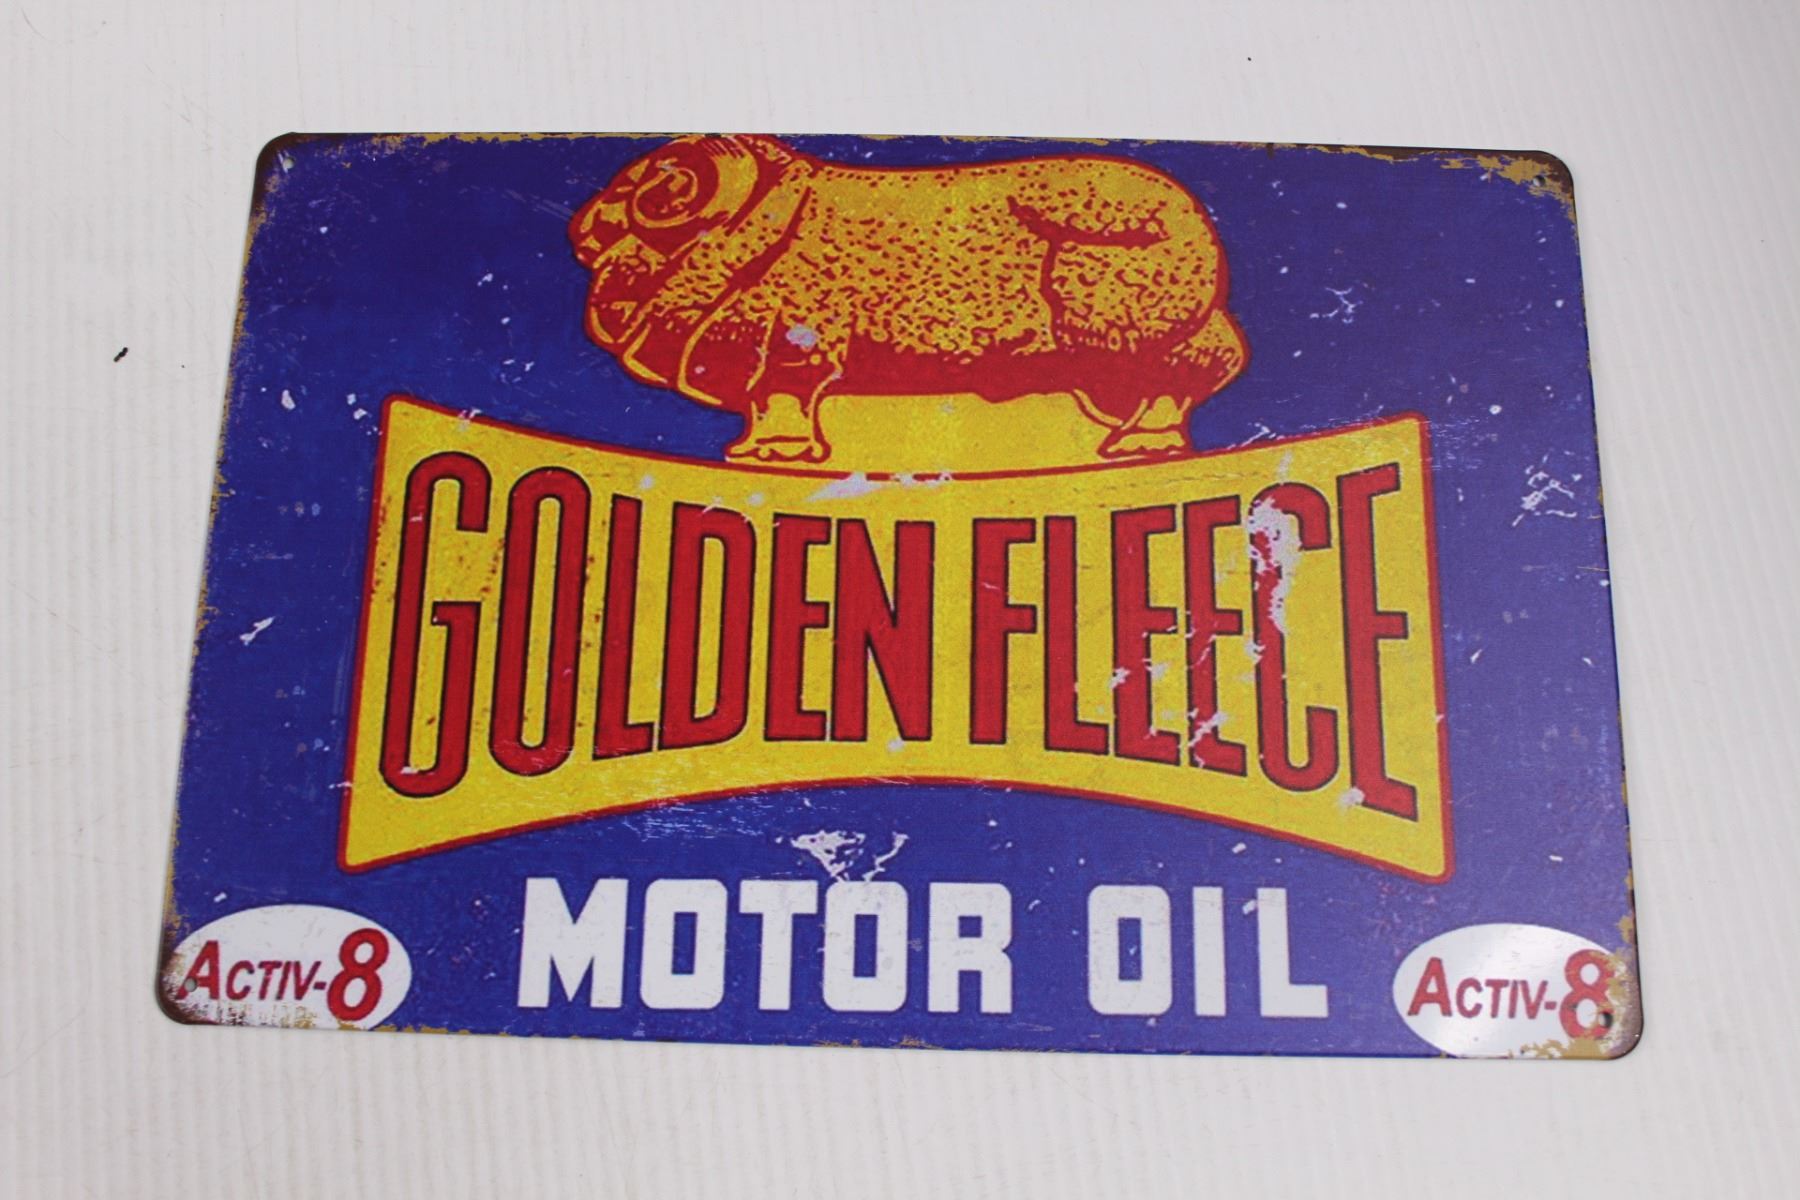 GOLDEN FLEECE
MOTOR OIL
ACTIV-8
ACTIV-8